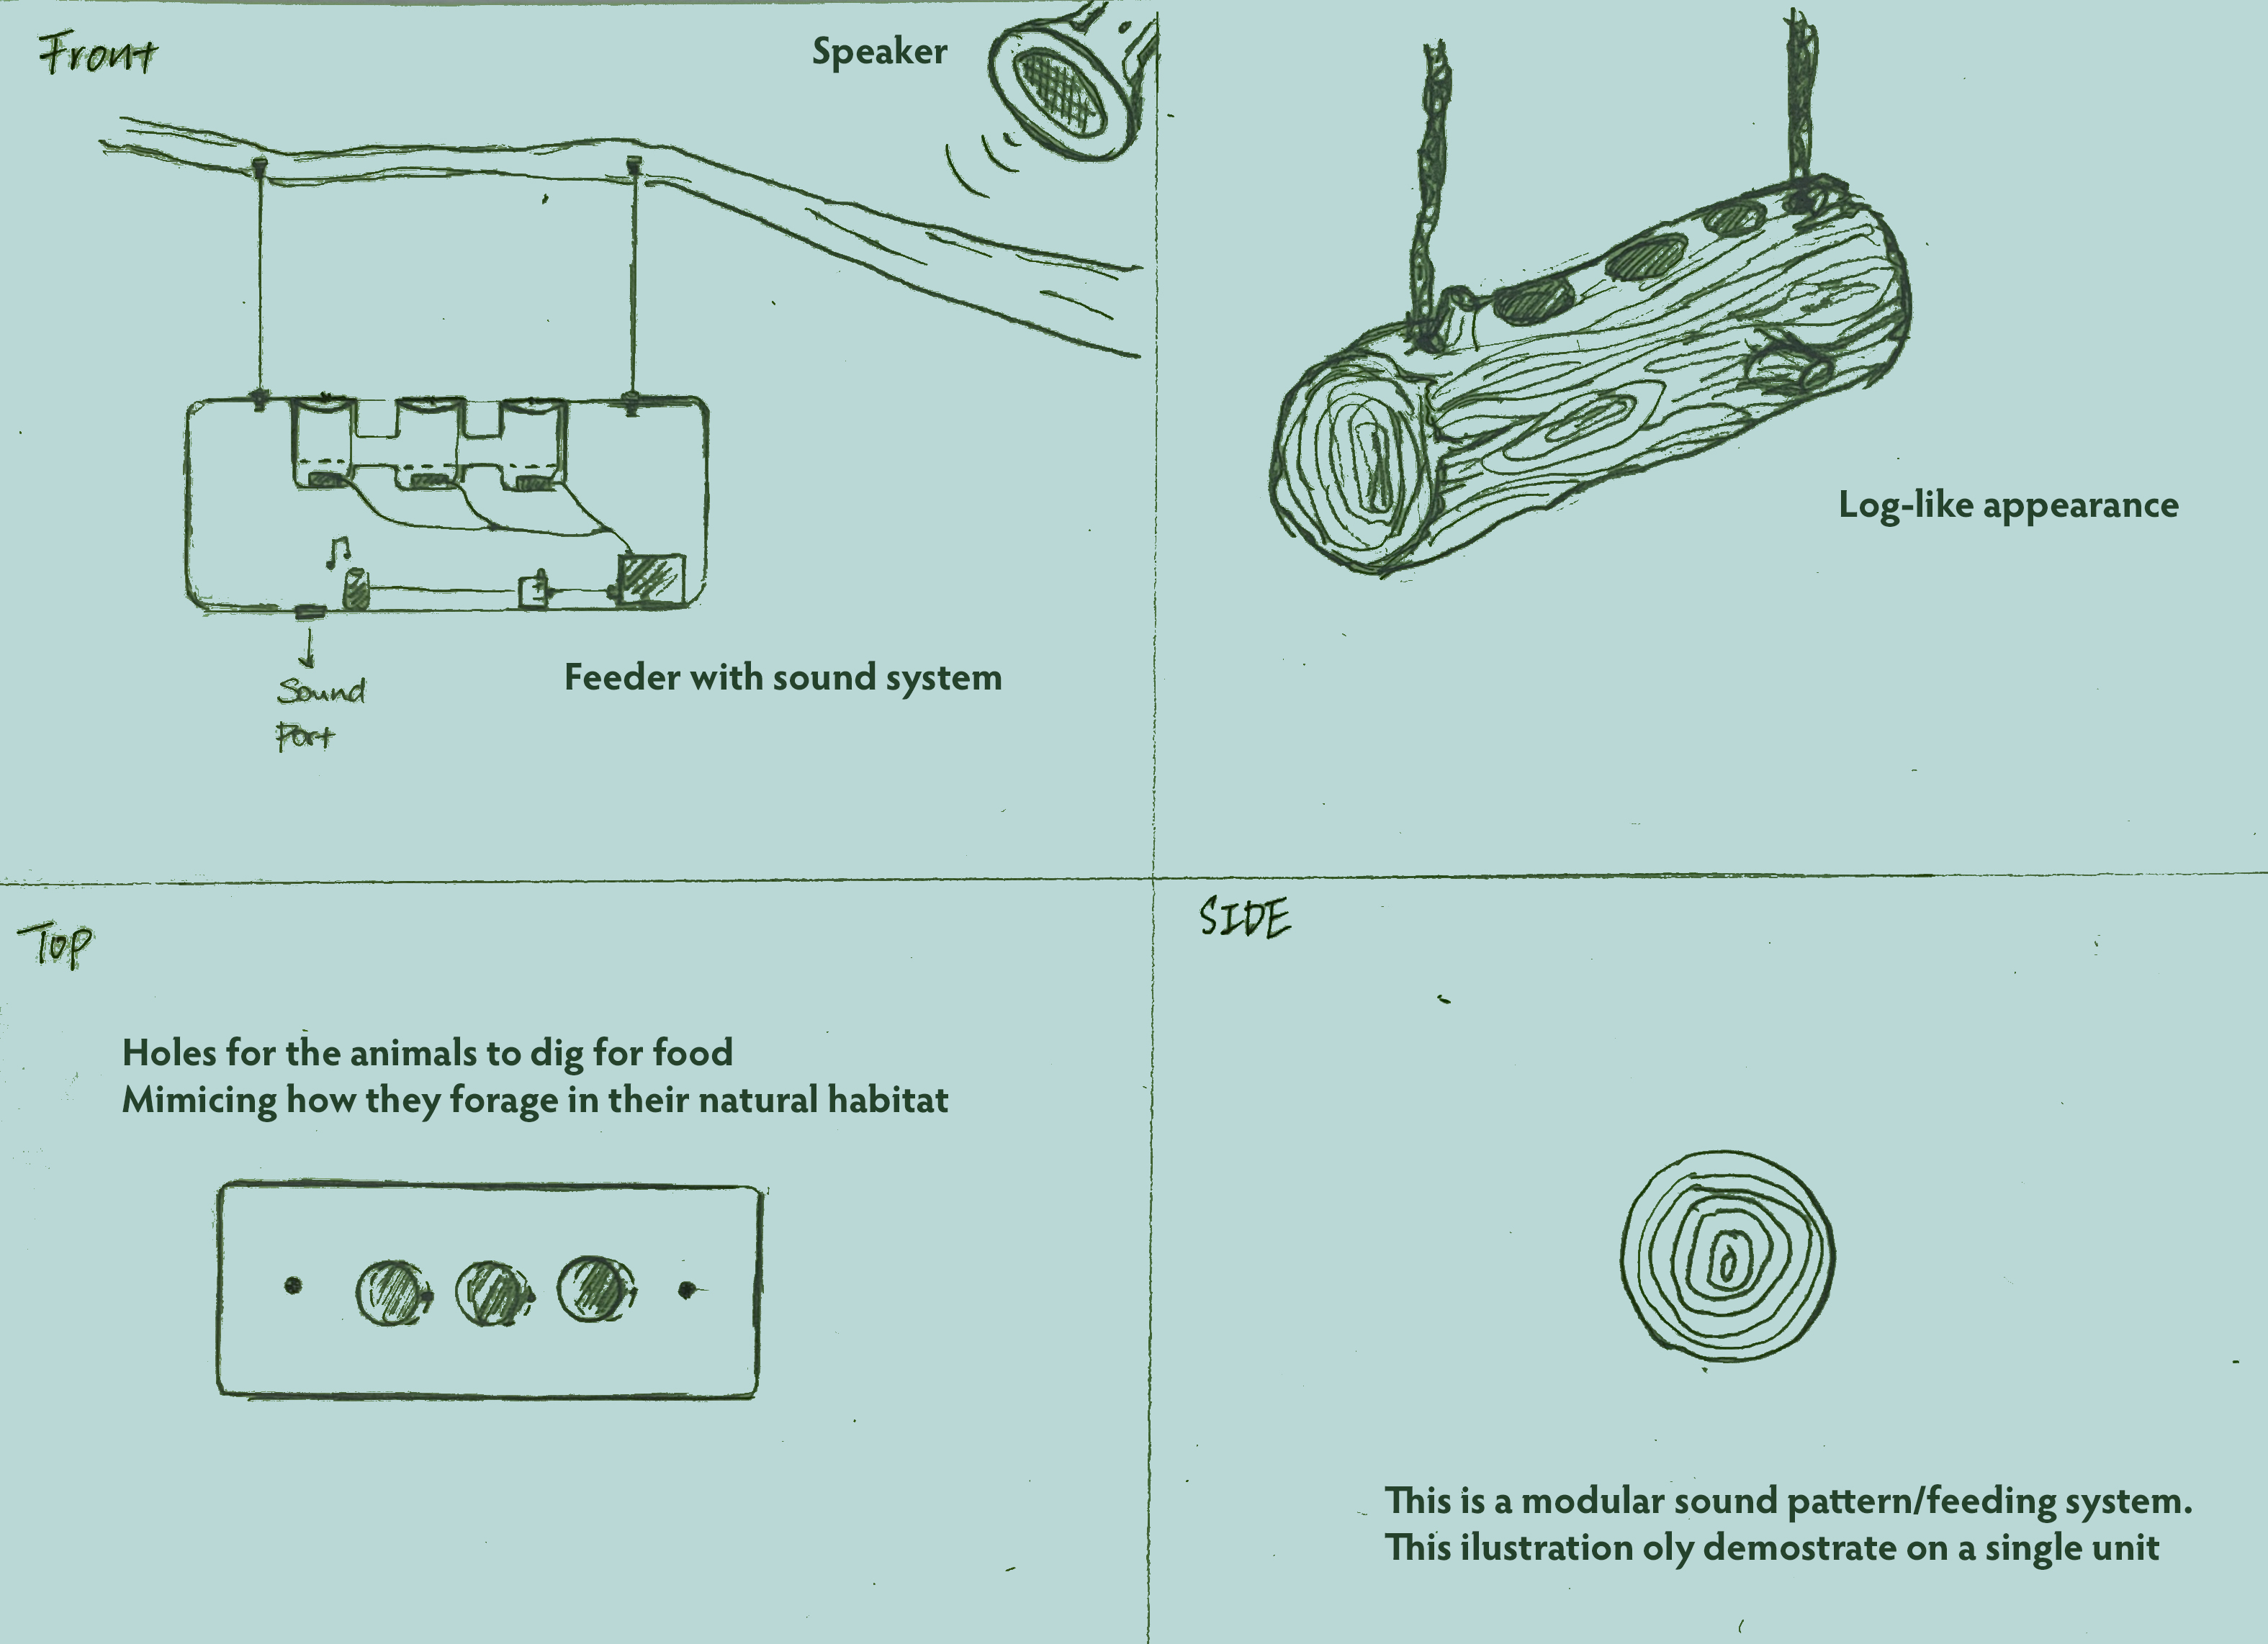 Front
Speaker
Log-like appearance
Sound
Port
Feeder with sound system
Top
Holes for the animals to dig for food
Mimicing how they forage in their natural habitat
SIDE
This is a modular sound pattern/feeding system.
This ilustration oly demostrate on a single unit